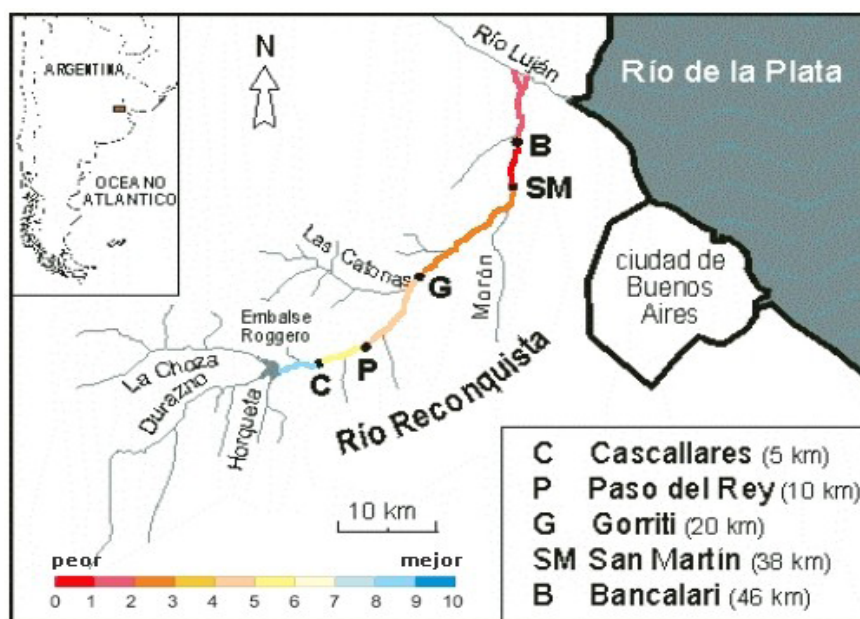 ARGENTINA
OCEANO
ATLANTICO
N
Río Luján
Río de la Plata
B
SM
Las Catonas
G
Morón
ciudad de
Buenos
Aires
Embalse
Roggero
La Choza
Durazno
Horqueta
C
P
Río Reconquista
10 km
C Cascallares (5 km)
P Paso del Rey (10 km)
G Gorriti (20 km)
SM San Martín (38 km)
B Bancalari (46 km)
peor mejor
0 1 2 3 4 5 6 7 8 9 10